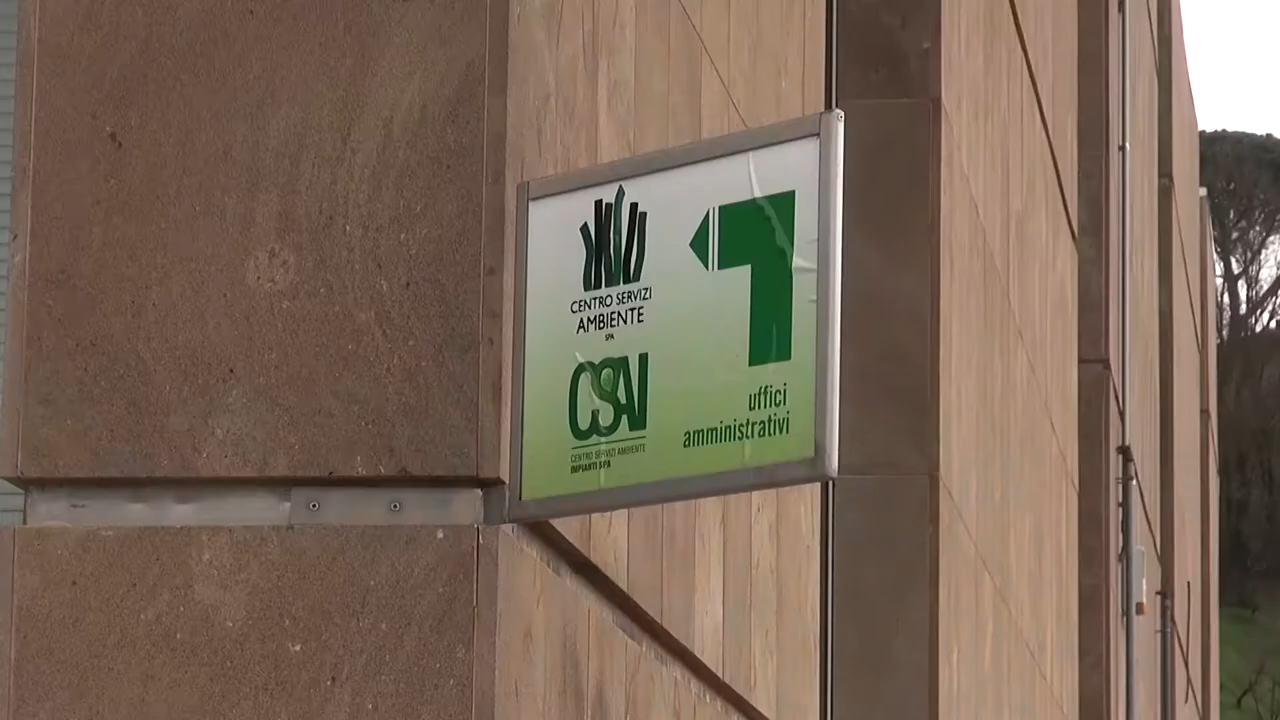 CENTRO SERVIZI
AMBIENTE
SPA
CSAI
CENTRO SERVIZI AMBIENTE
IMPIANTI SPA
uffici
amministrativi